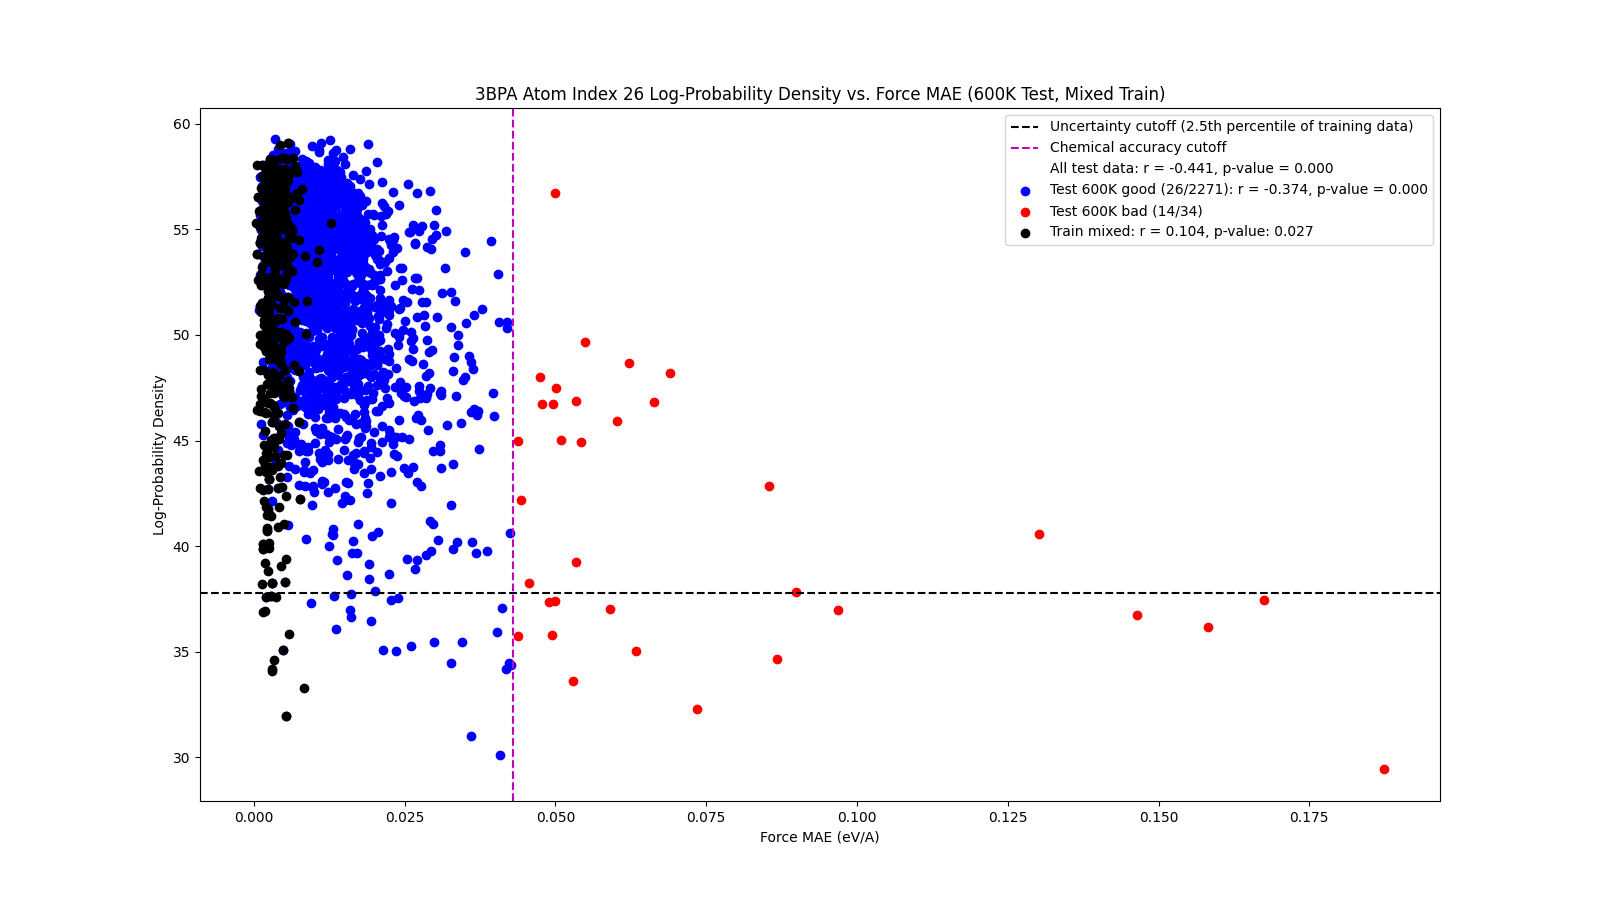 3BPA Atom Index 26 Log-Probability Density vs. Force MAE (600K Test, Mixed Train)
Uncertainty cutoff (2.5th percentile of training data)
Chemical accuracy cutoff
All test data: r = -0.441, p-value = 0.000
Test 600K good (26/2271): r = -0.374, p-value = 0.000
Test 600K bad (14/34)
Train mixed: r = 0.104, p-value: 0.027
Log-Probability Density
60
55
50
45
40
35
30
0.000
0.025
0.050
0.075
0.100
0.125
0.150
0.175
Force MAE (eV/A)